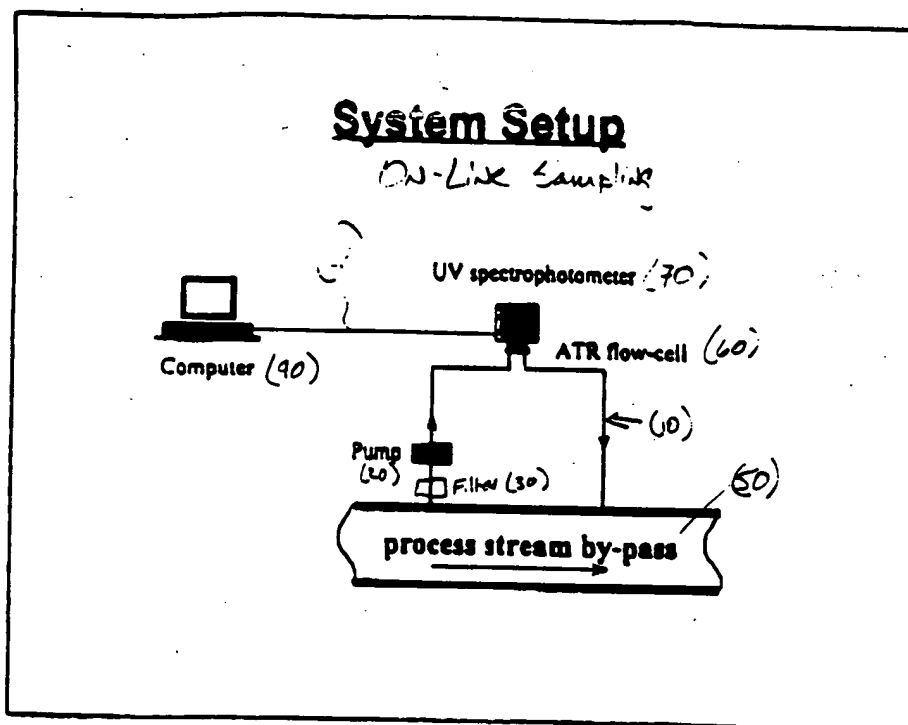 System Setup
On-Line Sampling
UV spectrophotometer (70)
ATR flow-cell (60)
Computer (90)
(10)
Pump
(20)
Filter (30)
(50)
process stream by-pass